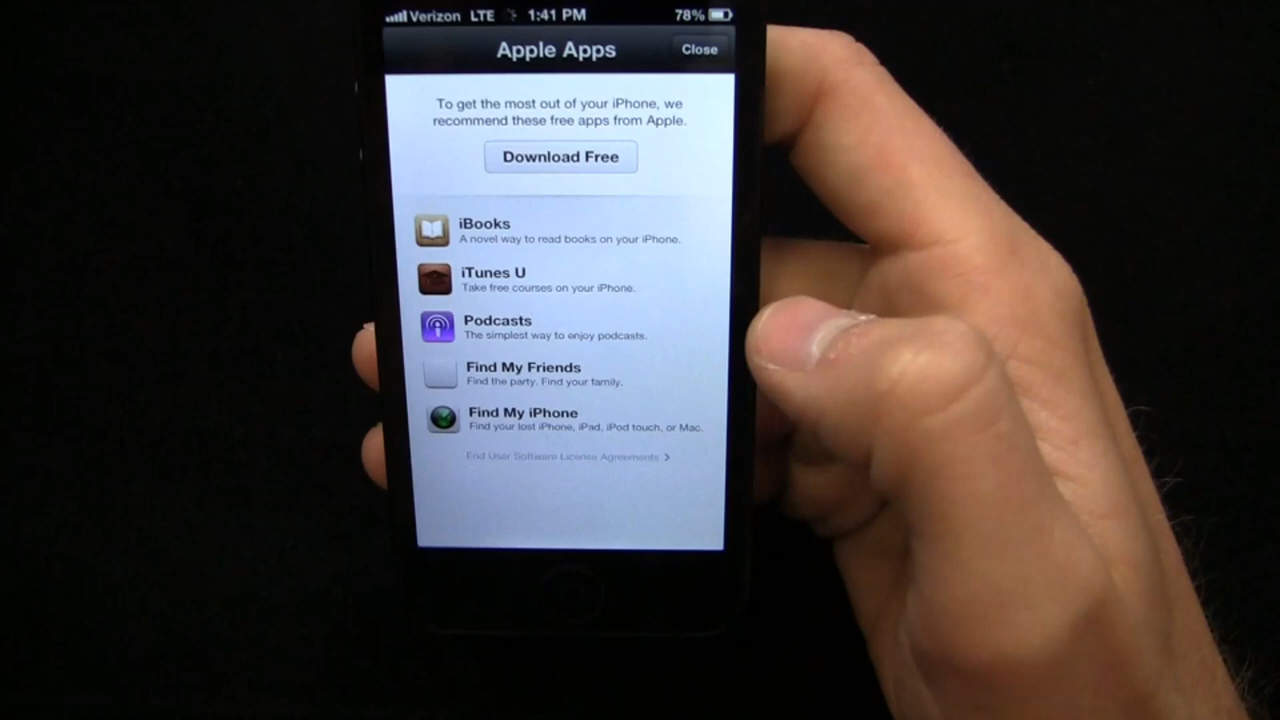 Verizon LTE 1:41 PM 78%
Apple Apps Close
To get the most out of your iPhone, we
recommend these free apps from Apple.
Download Free
iBooks
A novel way to read books on your iPhone.
iTunes U
Take free courses on your iPhone.
Podcasts
The simplest way to enjoy podcasts.
Find My Friends
Find the party. Find your family.
Find My iPhone
Find your lost iPhone, iPad, iPod touch, or Mac.
End User Software License Agreements >